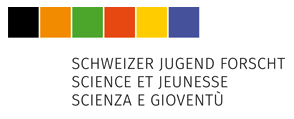 SCHWEIZER JUGEND FORSCHT
SCIENCE ET JEUNESSE
SCIENZA E GIOVENTÙ